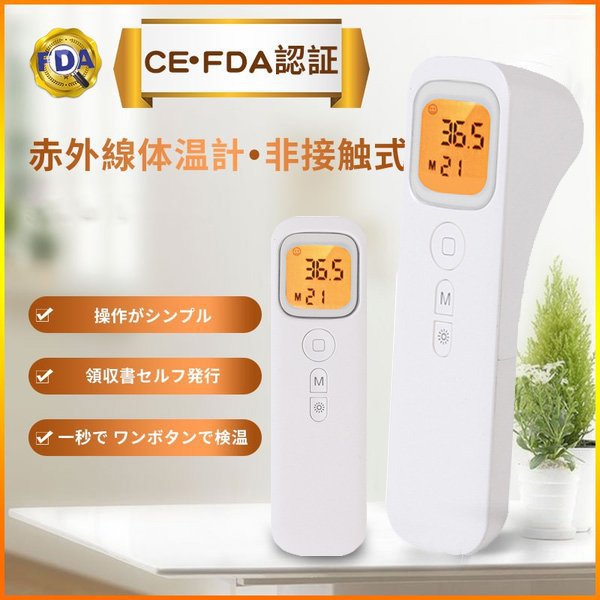 FDA
CE•FDA認証
赤外線体温計•非接触式
36.5
M 21
36.5
M 21
M
M
操作がシンプル
領収書セルフ発行
一秒で ワンボタンで検温